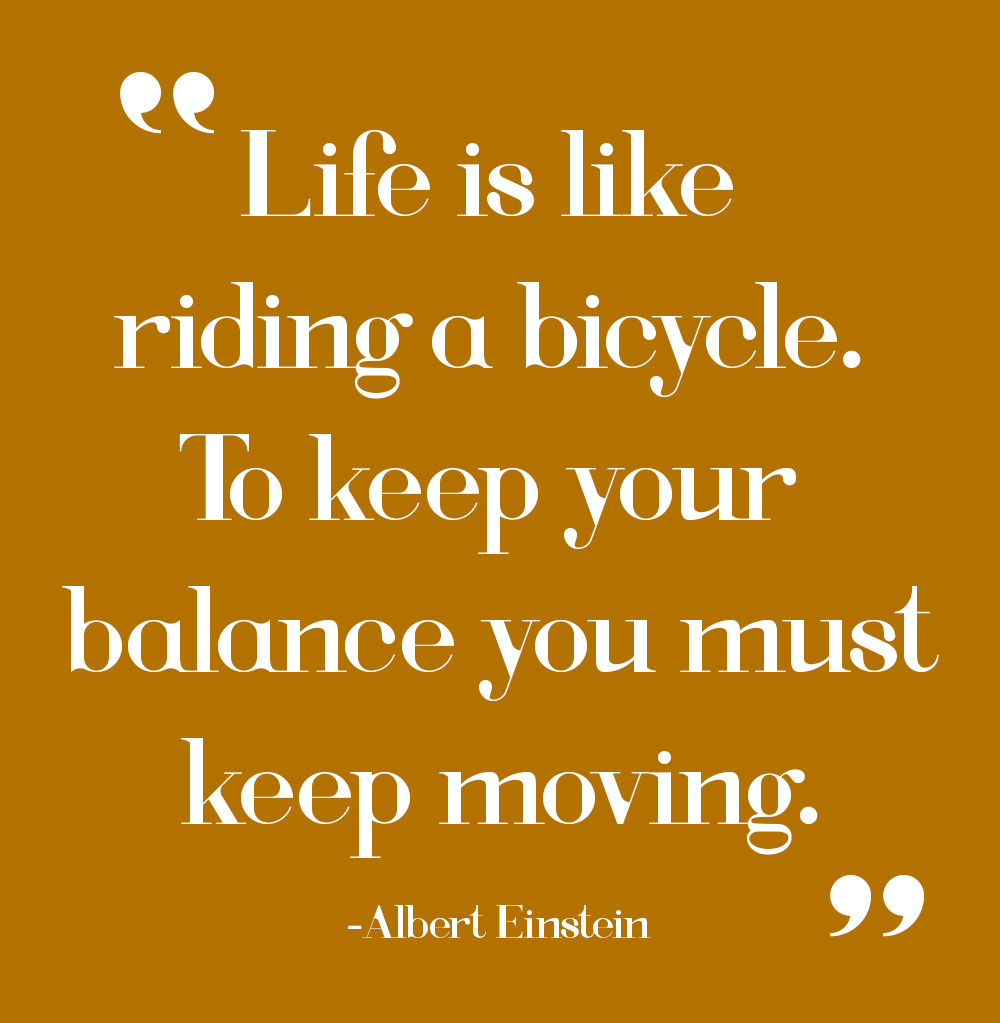 “Life is like
riding a bicycle.
To keep your
balance you must
keep moving.
-Albert Einstein ”